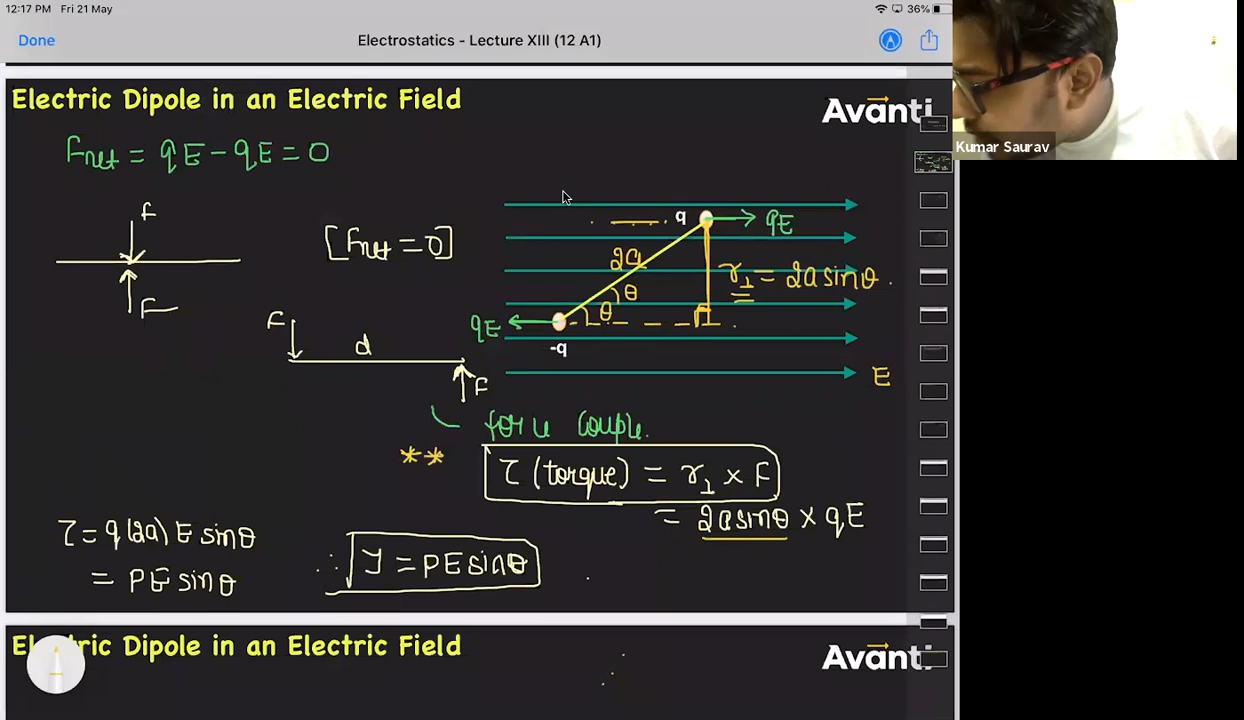 12:17 PM Fri 21 May
36%
Done
Electrostatics - Lecture XIII (12 A1)
Electric Dipole in an Electric Field
Avanti
Kumar Saurav
Fnet = qE - qE = 0
F
F
[Fnet = 0]
q
qE
2a
θ
θ
r⊥ = 2a sinθ.
qE
-q
E
F
d
F
force couple.
**
τ (torque) = r⊥ × F
= 2a sinθ × qE
τ = q(2a) E sinθ
= PE sinθ
∴ τ = PE sinθ
Electric Dipole in an Electric Field
Avanti